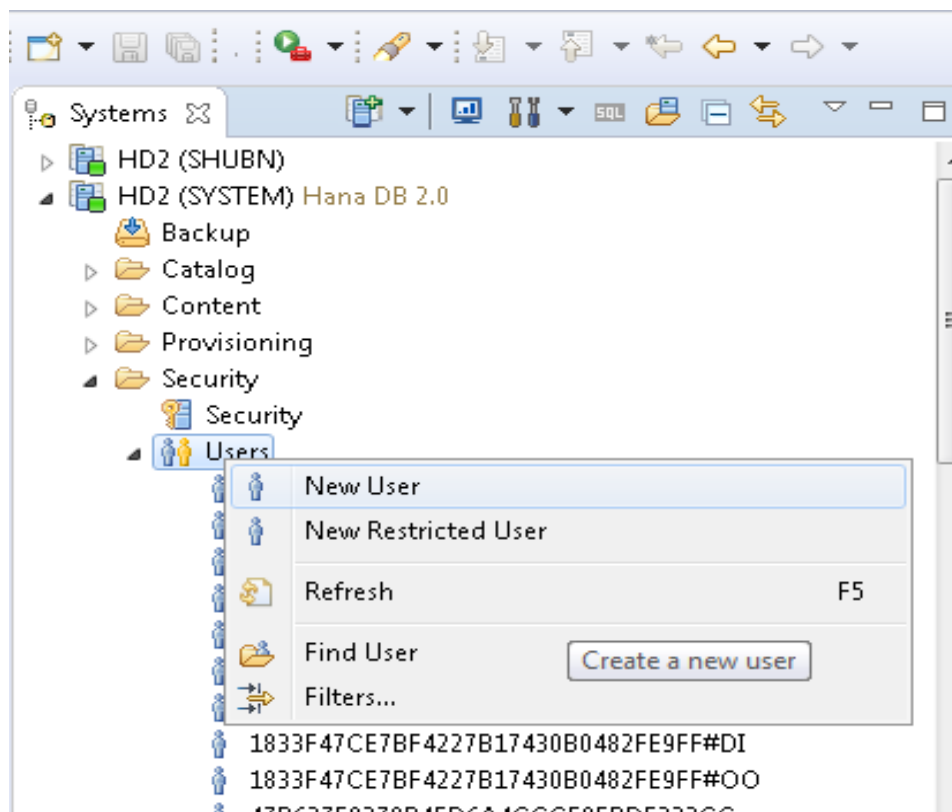 SQL
Systems
HD2 (SHUBN)
HD2 (SYSTEM) Hana DB 2.0
Backup
Catalog
Content
Provisioning
Security
Security
Users
New User
New Restricted User
Refresh F5
Find User
Create a new user
Filters...
1833F47CE7BF4227B17430B0482FE9FF#DI
1833F47CE7BF4227B17430B0482FE9FF#OO